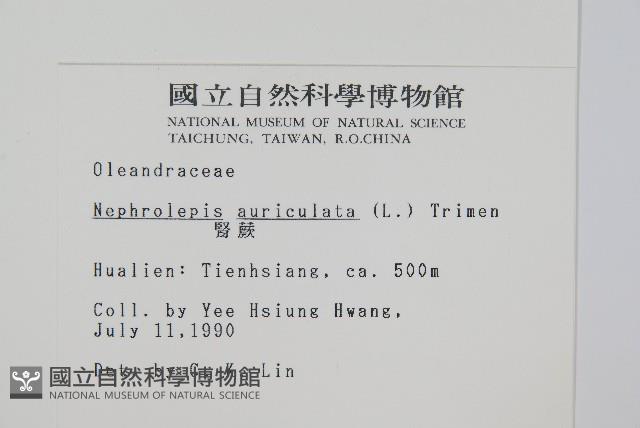 國立自然科學博物館
NATIONAL MUSEUM OF NATURAL SCIENCE
TAICHUNG, TAIWAN, R.O.CHINA
Oleandraceae
Nephrolepis auriculata (L.) Trimen
腎蕨
Hualien: Tienhsiang, ca. 500m
Coll. by Yee Hsiung Hwang,
July 11,1990
Det. by C. K. Lin
國立自然科學博物館
NATIONAL MUSEUM OF NATURAL SCIENCE